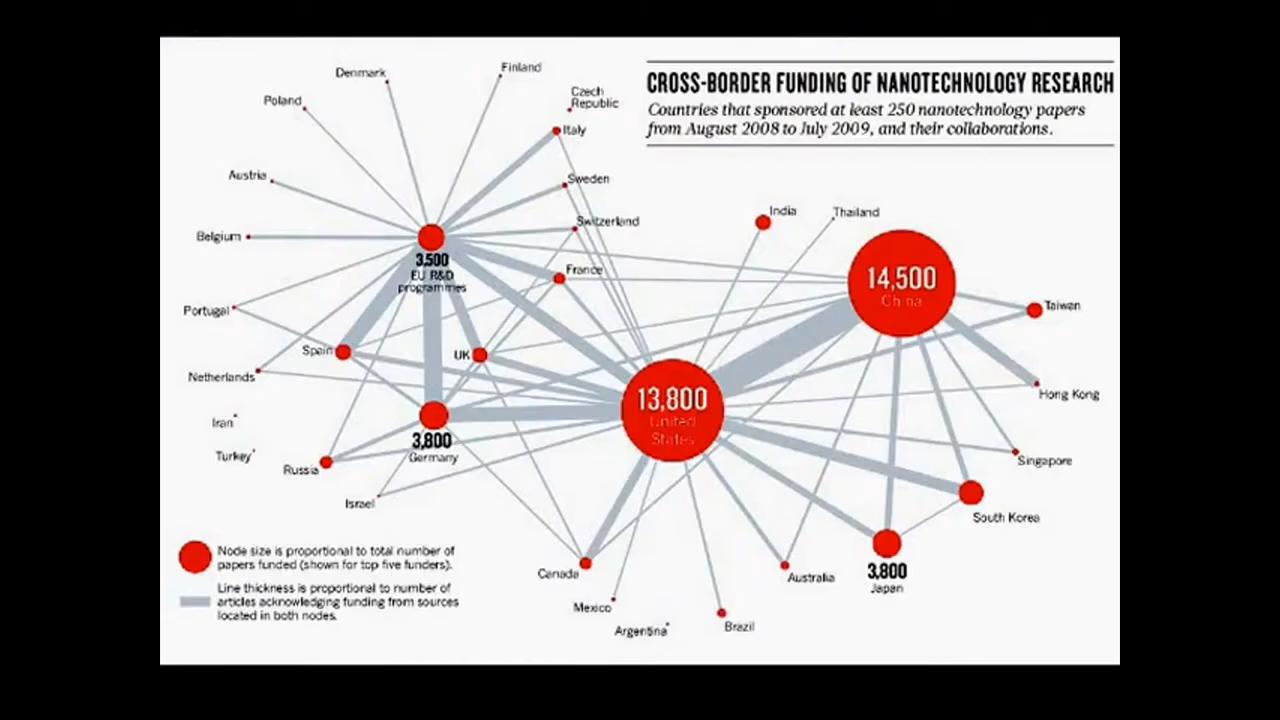 CROSS-BORDER FUNDING OF NANOTECHNOLOGY RESEARCH
Countries that sponsored at least 250 nanotechnology papers
from August 2008 to July 2009, and their collaborations.
Denmark
Finland
Poland
Czech
Republic
Italy
Austria
Sweden
Belgium
Switzerland
India
Thailand
3,500
EU R&D
programmes
France
14,500
China
Portugal
Taiwan
Spain
UK
Netherlands
Hong Kong
13,800
United
States
Iran
3,800
Germany
Turkey
Russia
Singapore
Israel
South Korea
Canada
Australia
3,800
Japan
Mexico
Argentina
Brazil
Node size is proportional to total number of
papers funded (shown for top five funders).
Line thickness is proportional to number of
articles acknowledging funding from sources
located in both nodes.